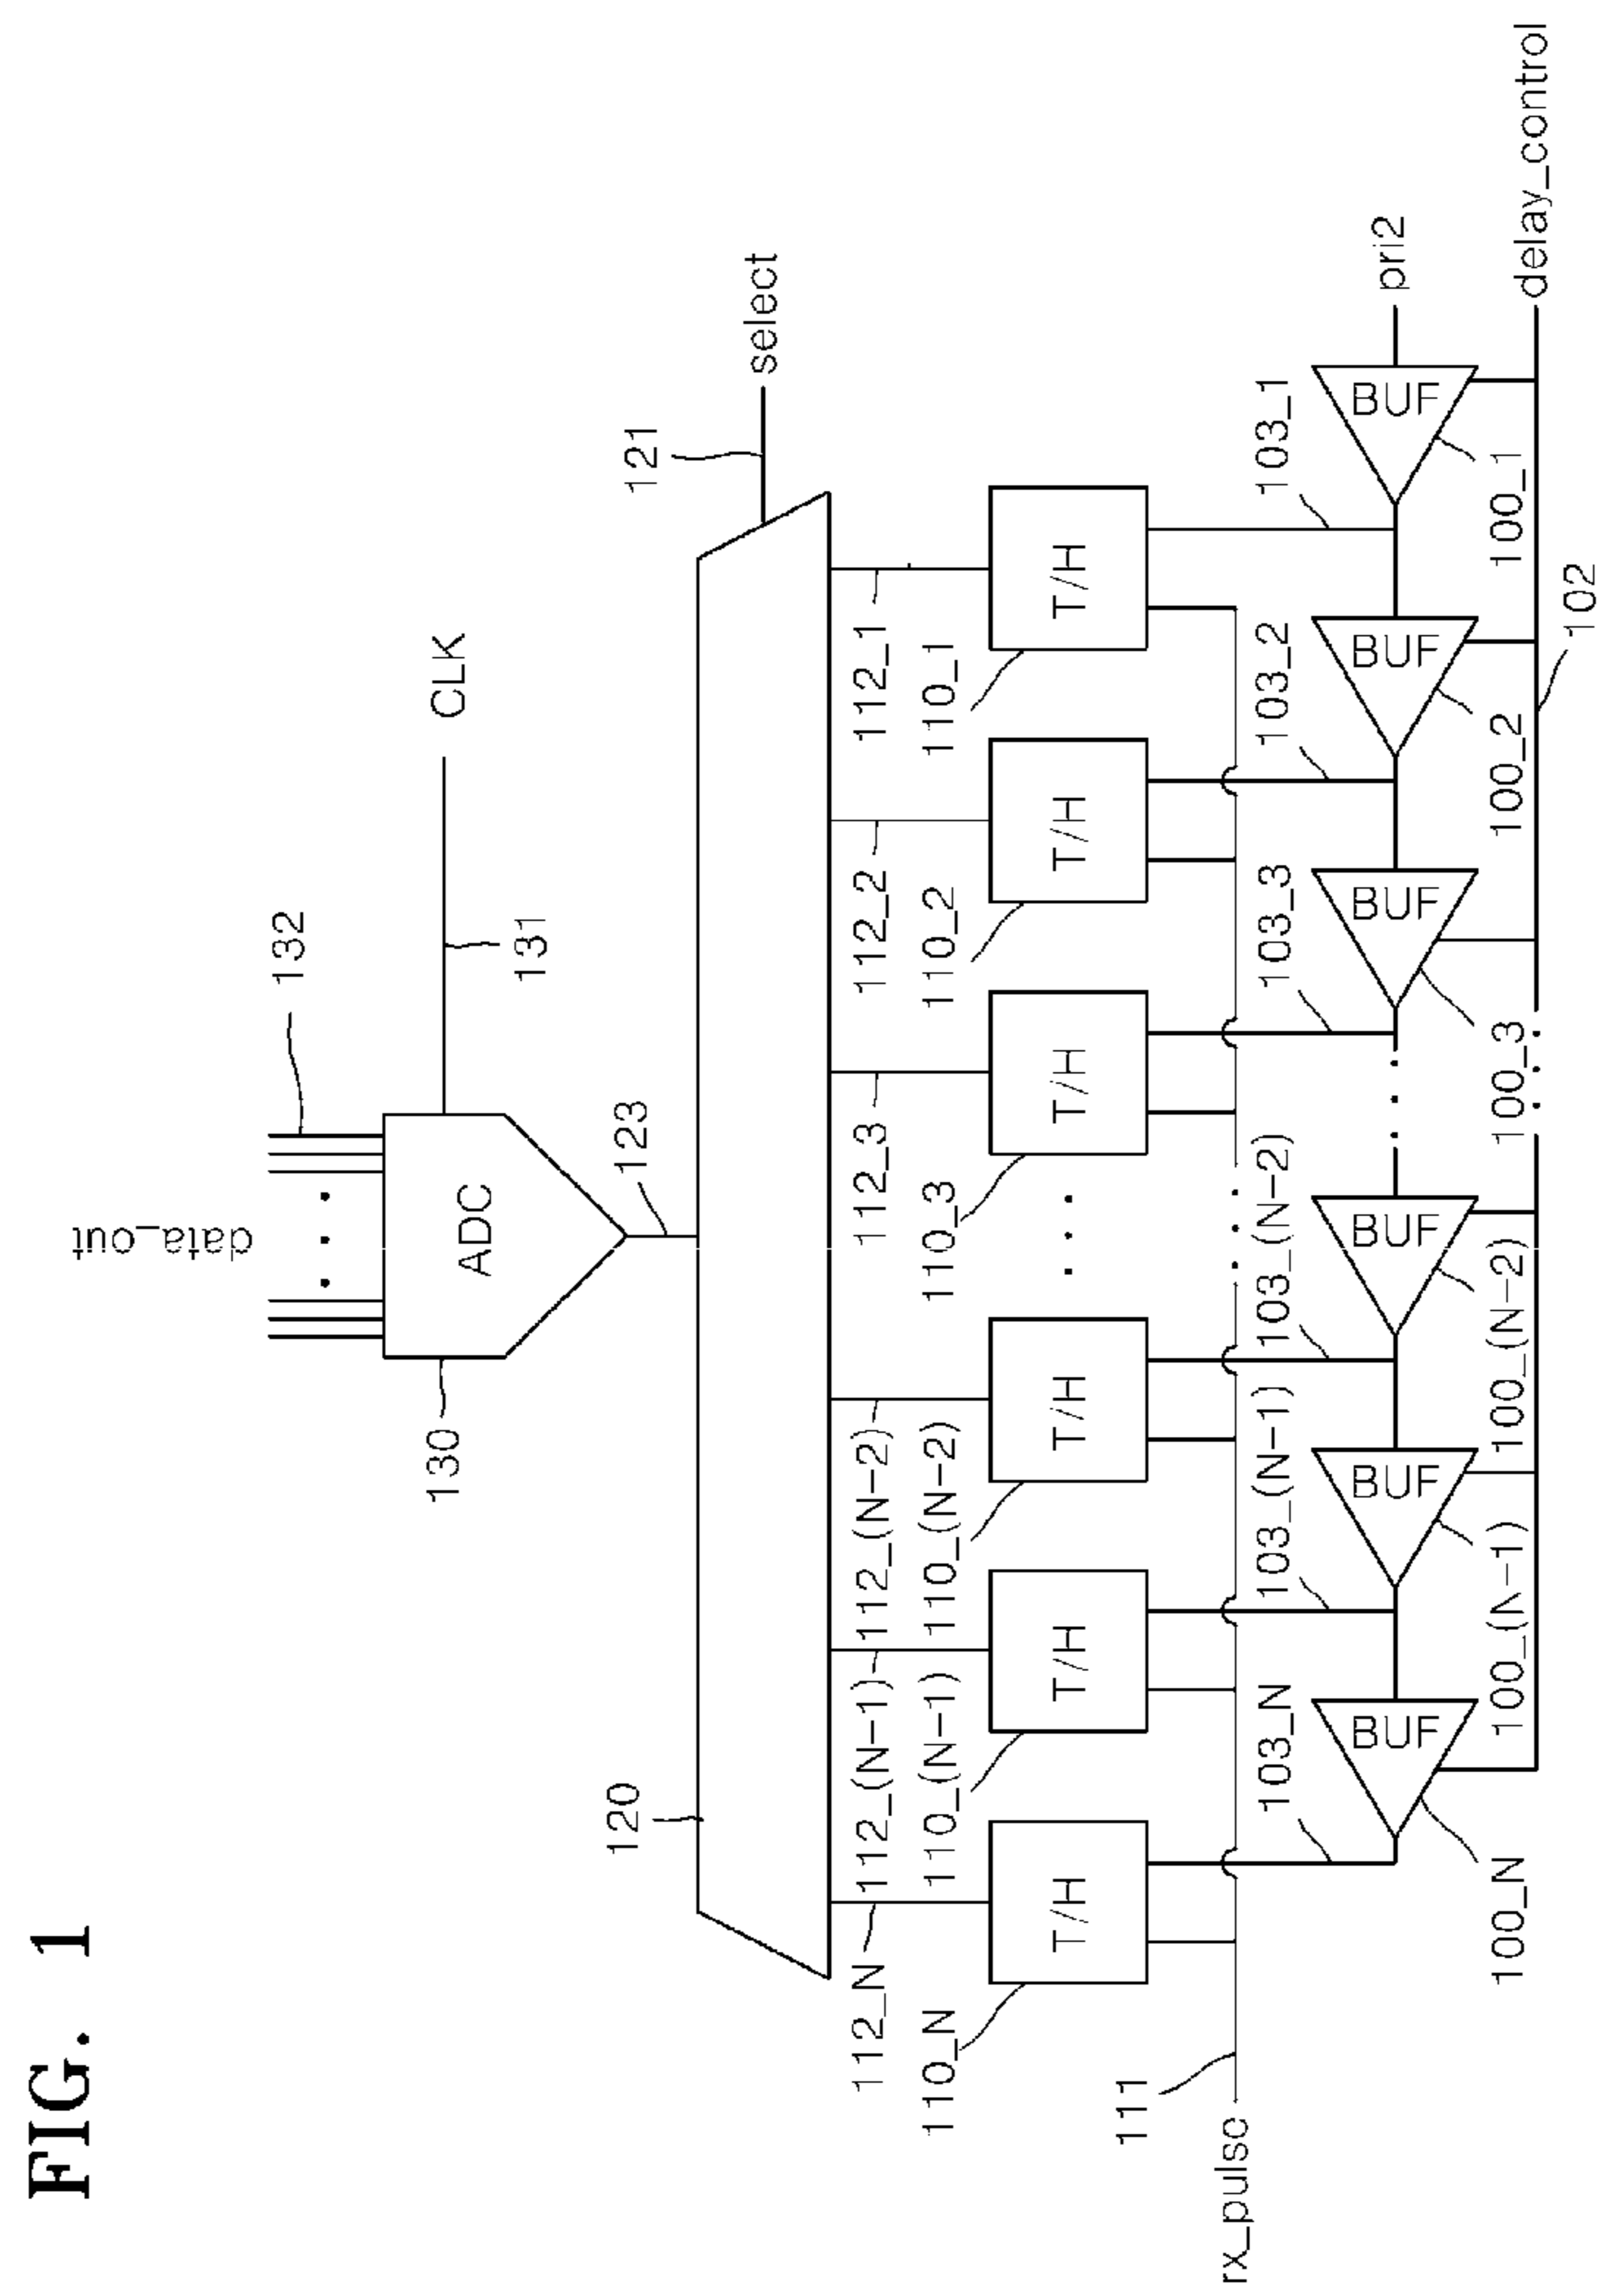 FIG. 1
data_out
132
ADC
CLK
131
130
123
select
121
120
112_N
112_(N-1)
112_(N-2)
112_3
112_2
112_1
110_N
110_(N-1)
110_(N-2)
110_3
110_2
110_1
T/H
T/H
T/H
T/H
T/H
T/H
111
rx_pulse
103_N
103_(N-1)
103_(N-2)
103_3
103_2
103_1
BUF
BUF
BUF
BUF
BUF
BUF
pri2
100_N
100_(N-1)
100_(N-2)
100_3
100_2
100_1
delay_control
102